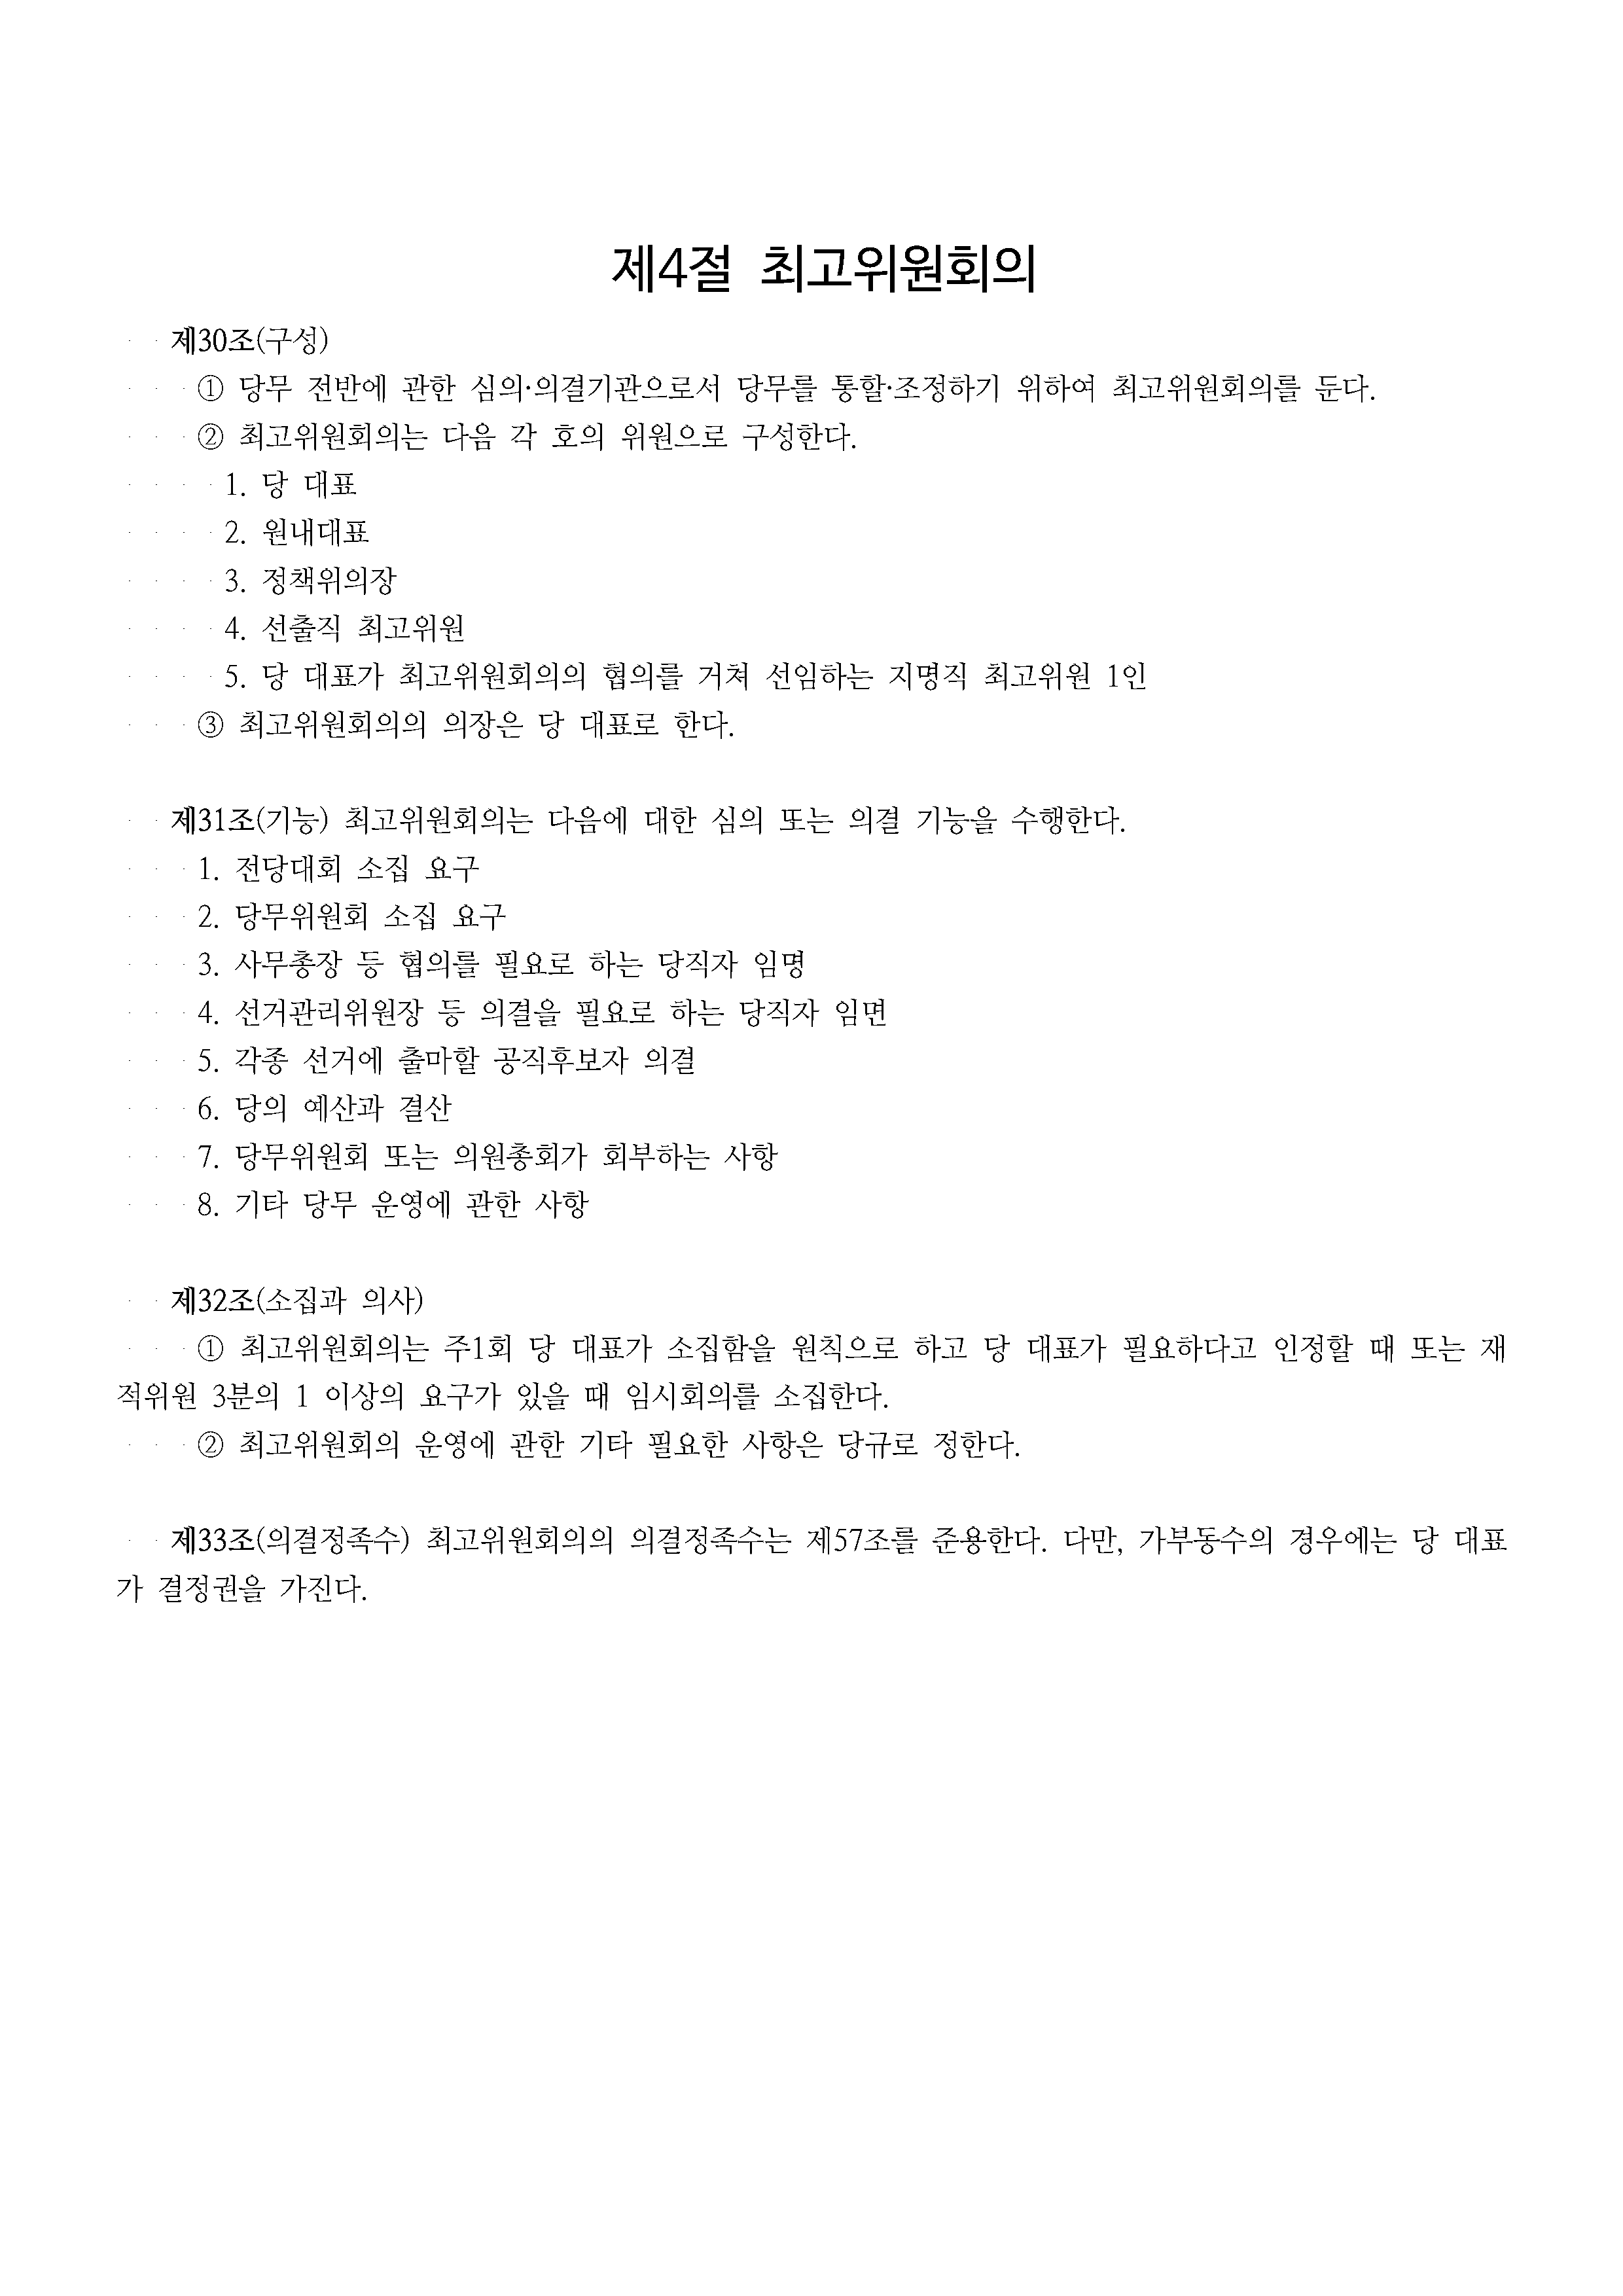 제4절 최고위원회의
제30조(구성)
① 당무 전반에 관한 심의·의결기관으로서 당무를 통할·조정하기 위하여 최고위원회의를 둔다.
② 최고위원회의는 다음 각 호의 위원으로 구성한다.
1. 당 대표
2. 원내대표
3. 정책위의장
4. 선출직 최고위원
5. 당 대표가 최고위원회의의 협의를 거쳐 선임하는 지명직 최고위원 1인
③ 최고위원회의의 의장은 당 대표로 한다.
제31조(기능) 최고위원회의는 다음에 대한 심의 또는 의결 기능을 수행한다.
1. 전당대회 소집 요구
2. 당무위원회 소집 요구
3. 사무총장 등 협의를 필요로 하는 당직자 임명
4. 선거관리위원장 등 의결을 필요로 하는 당직자 임면
5. 각종 선거에 출마할 공직후보자 의결
6. 당의 예산과 결산
7. 당무위원회 또는 의원총회가 회부하는 사항
8. 기타 당무 운영에 관한 사항
제32조(소집과 의사)
① 최고위원회의는 주1회 당 대표가 소집함을 원칙으로 하고 당 대표가 필요하다고 인정할 때 또는 재
적위원 3분의 1 이상의 요구가 있을 때 임시회의를 소집한다.
② 최고위원회의 운영에 관한 기타 필요한 사항은 당규로 정한다.
제33조(의결정족수) 최고위원회의의 의결정족수는 제57조를 준용한다. 다만, 가부동수의 경우에는 당 대표
가 결정권을 가진다.